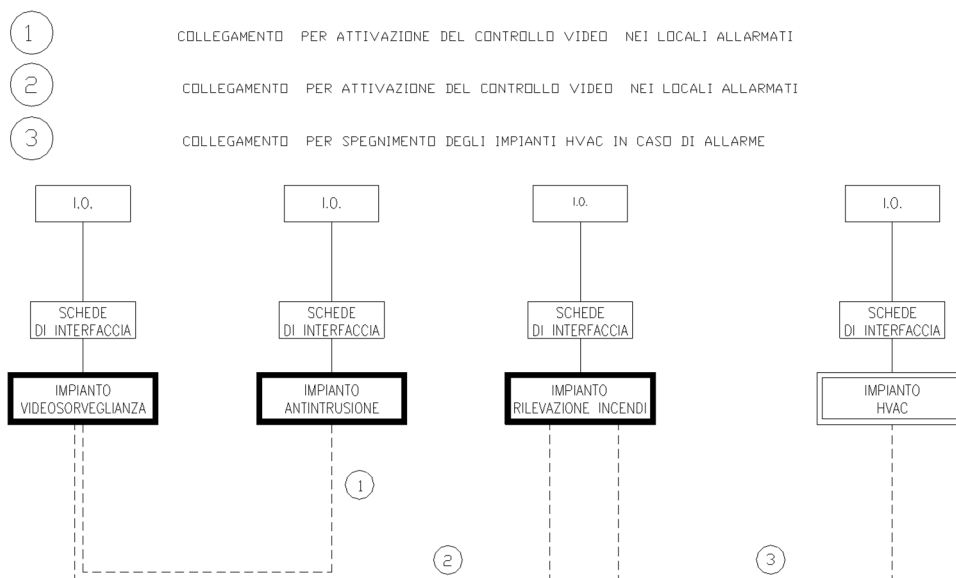 1
COLLEGAMENTO PER ATTIVAZIONE DEL CONTROLLO VIDEO NEI LOCALI ALLARMATI
2
COLLEGAMENTO PER ATTIVAZIONE DEL CONTROLLO VIDEO NEI LOCALI ALLARMATI
3
COLLEGAMENTO PER SPEGNIMENTO DEGLI IMPIANTI HVAC IN CASO DI ALLARME
I.O.
I.O.
I.O.
I.O.
SCHEDE
DI INTERFACCIA
SCHEDE
DI INTERFACCIA
SCHEDE
DI INTERFACCIA
SCHEDE
DI INTERFACCIA
IMPIANTO
VIDEOSORVEGLIANZA
IMPIANTO
ANTINTRUSIONE
IMPIANTO
RILEVAZIONE INCENDI
IMPIANTO
HVAC
1
2
3